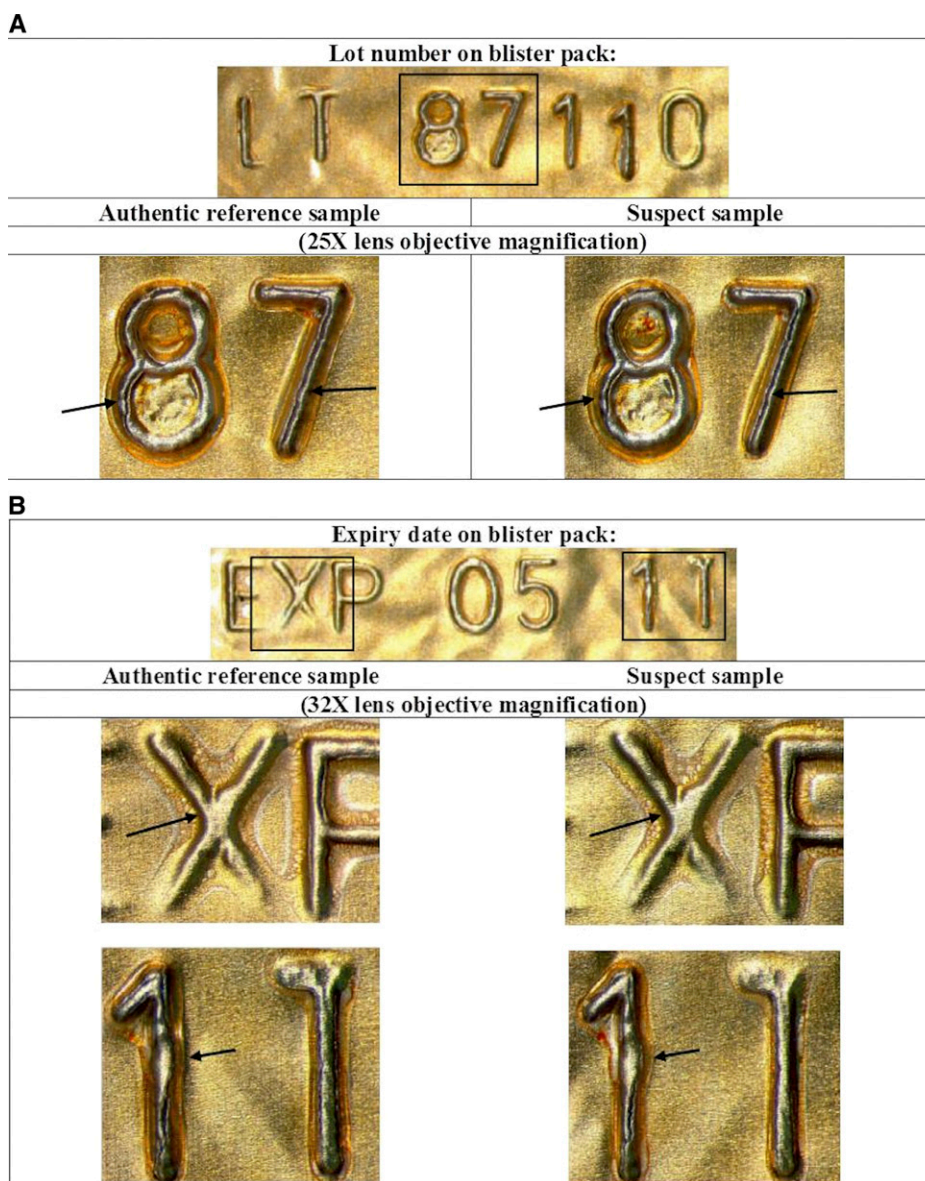 A
Lot number on blister pack:
LT 87110
Authentic reference sample Suspect sample
(25X lens objective magnification)
87 87
B
Expiry date on blister pack:
EXP 05 11
Authentic reference sample Suspect sample
(32X lens objective magnification)
XP XP
11 11